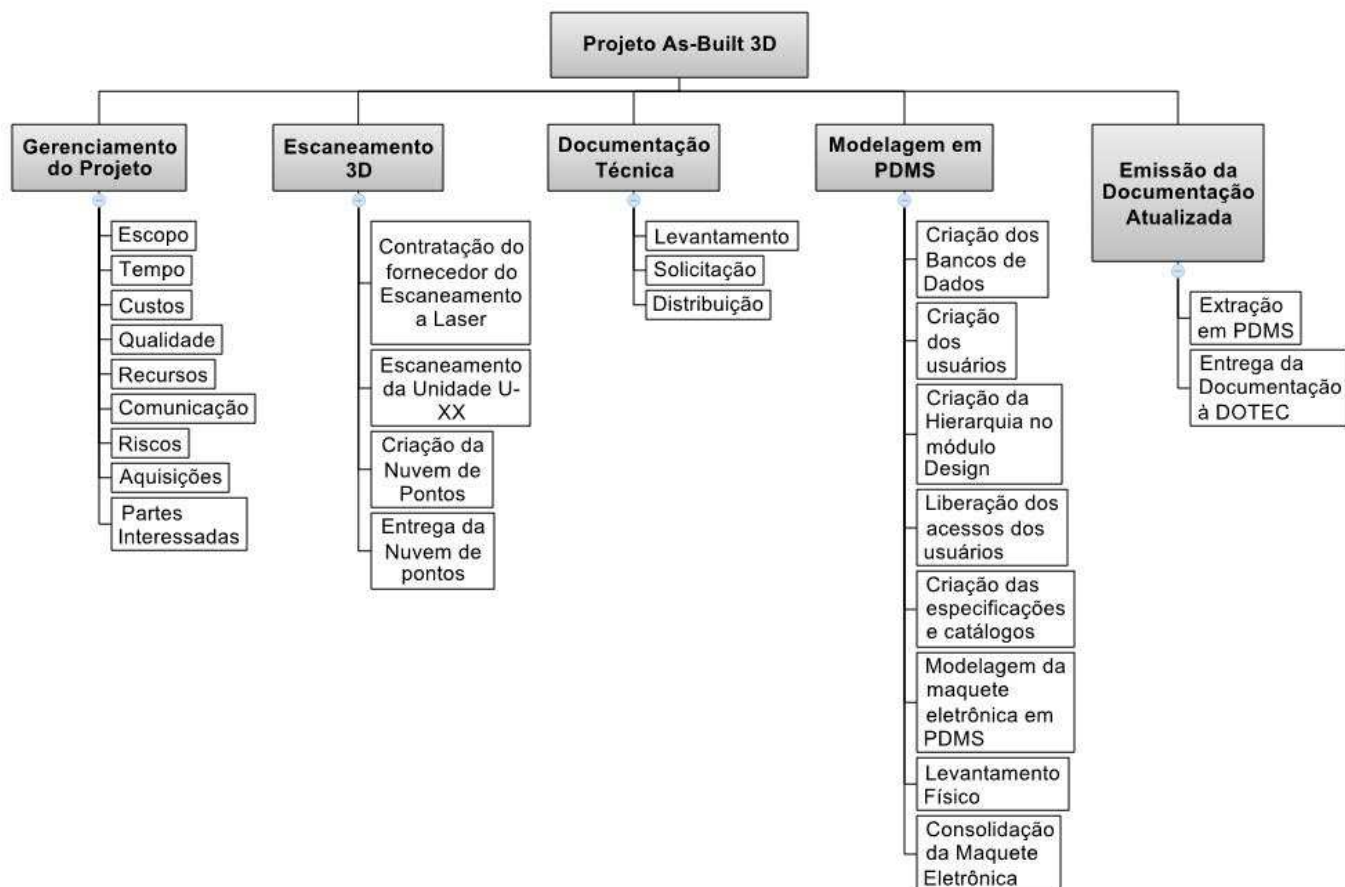 Projeto As-Built 3D
Gerenciamento
do Projeto
Escopo
Tempo
Custos
Qualidade
Recursos
Comunicação
Riscos
Aquisições
Partes
Interessadas
Escaneamento
3D
Contratação do
fornecedor do
Escaneamento
a Laser
Escaneamento
da Unidade U-
XX
Criação da
Nuvem de
Pontos
Entrega da
Nuvem de
pontos
Documentação
Técnica
Levantamento
Solicitação
Distribuição
Modelagem em
PDMS
Criação dos
Bancos de
Dados
Criação
dos
usuários
Criação da
Hierarquia no
módulo
Design
Liberação dos
acessos dos
usuários
Criação das
especificações
e catálogos
Modelagem da
maquete
eletrônica em
PDMS
Levantamento
Físico
Consolidação
da Maquete
Eletrônica
Emissão da
Documentação
Atualizada
Extração
em PDMS
Entrega da
Documentação
à DOTEC